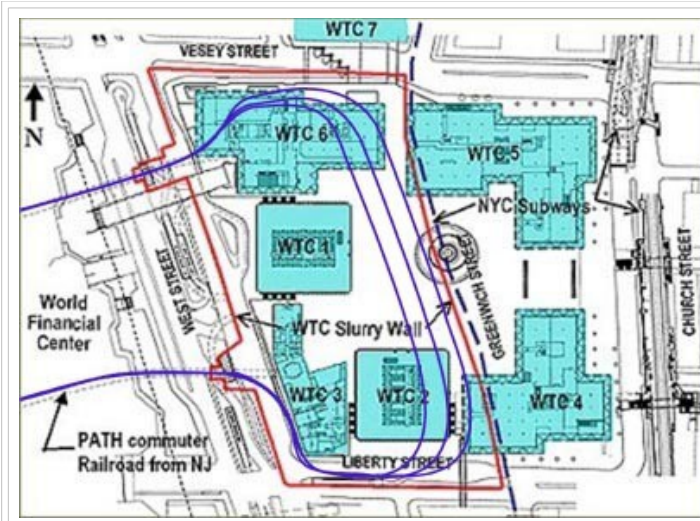 WTC 7
VESEY STREET
N
WTC 6
WTC 5
NYC Subways
WTC 1
WEST STREET
GREENWICH STREET
CHURCH STREET
World
Financial
Center
WTC Slurry Wall
WTC 3
WTC 2
WTC 4
PATH commuter
Railroad from NJ
LIBERTY STREET